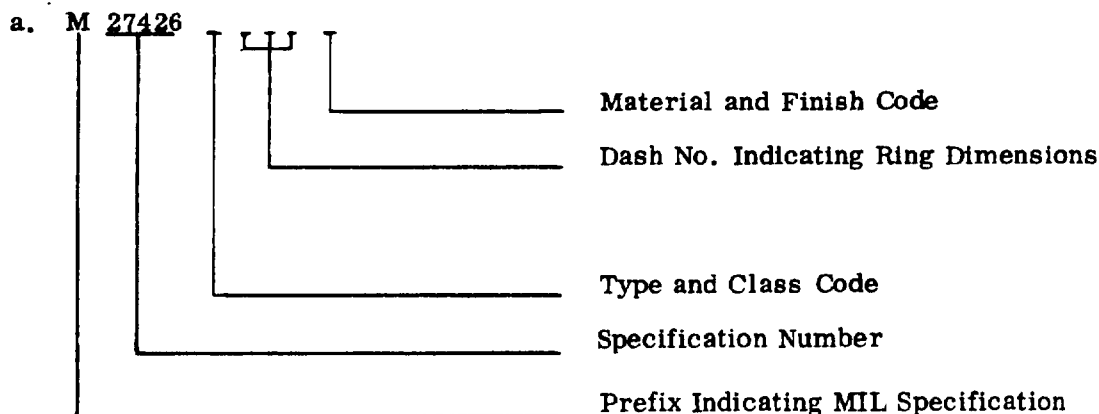 a. M 27426
Material and Finish Code
Dash No. Indicating Ring Dimensions
Type and Class Code
Specification Number
Prefix Indicating MIL Specification